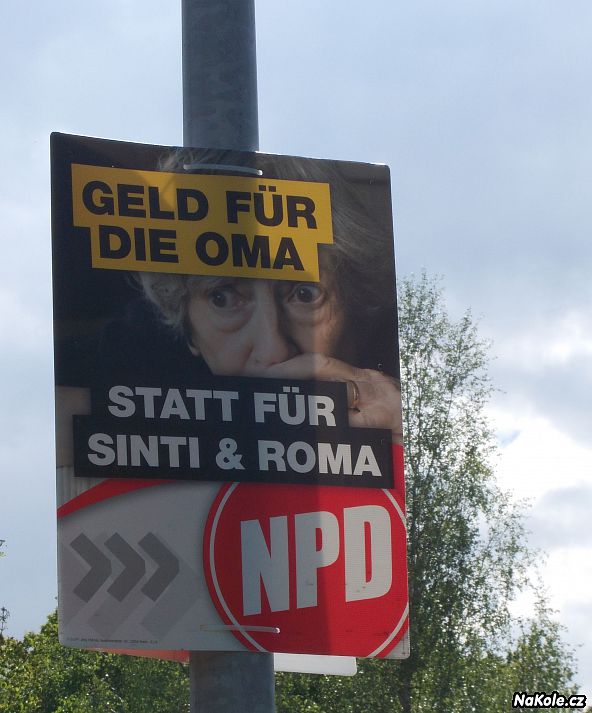 GELD FÜR
DIE OMA
STATT FÜR
SINTI & ROMA
NPD
NaKole.cz